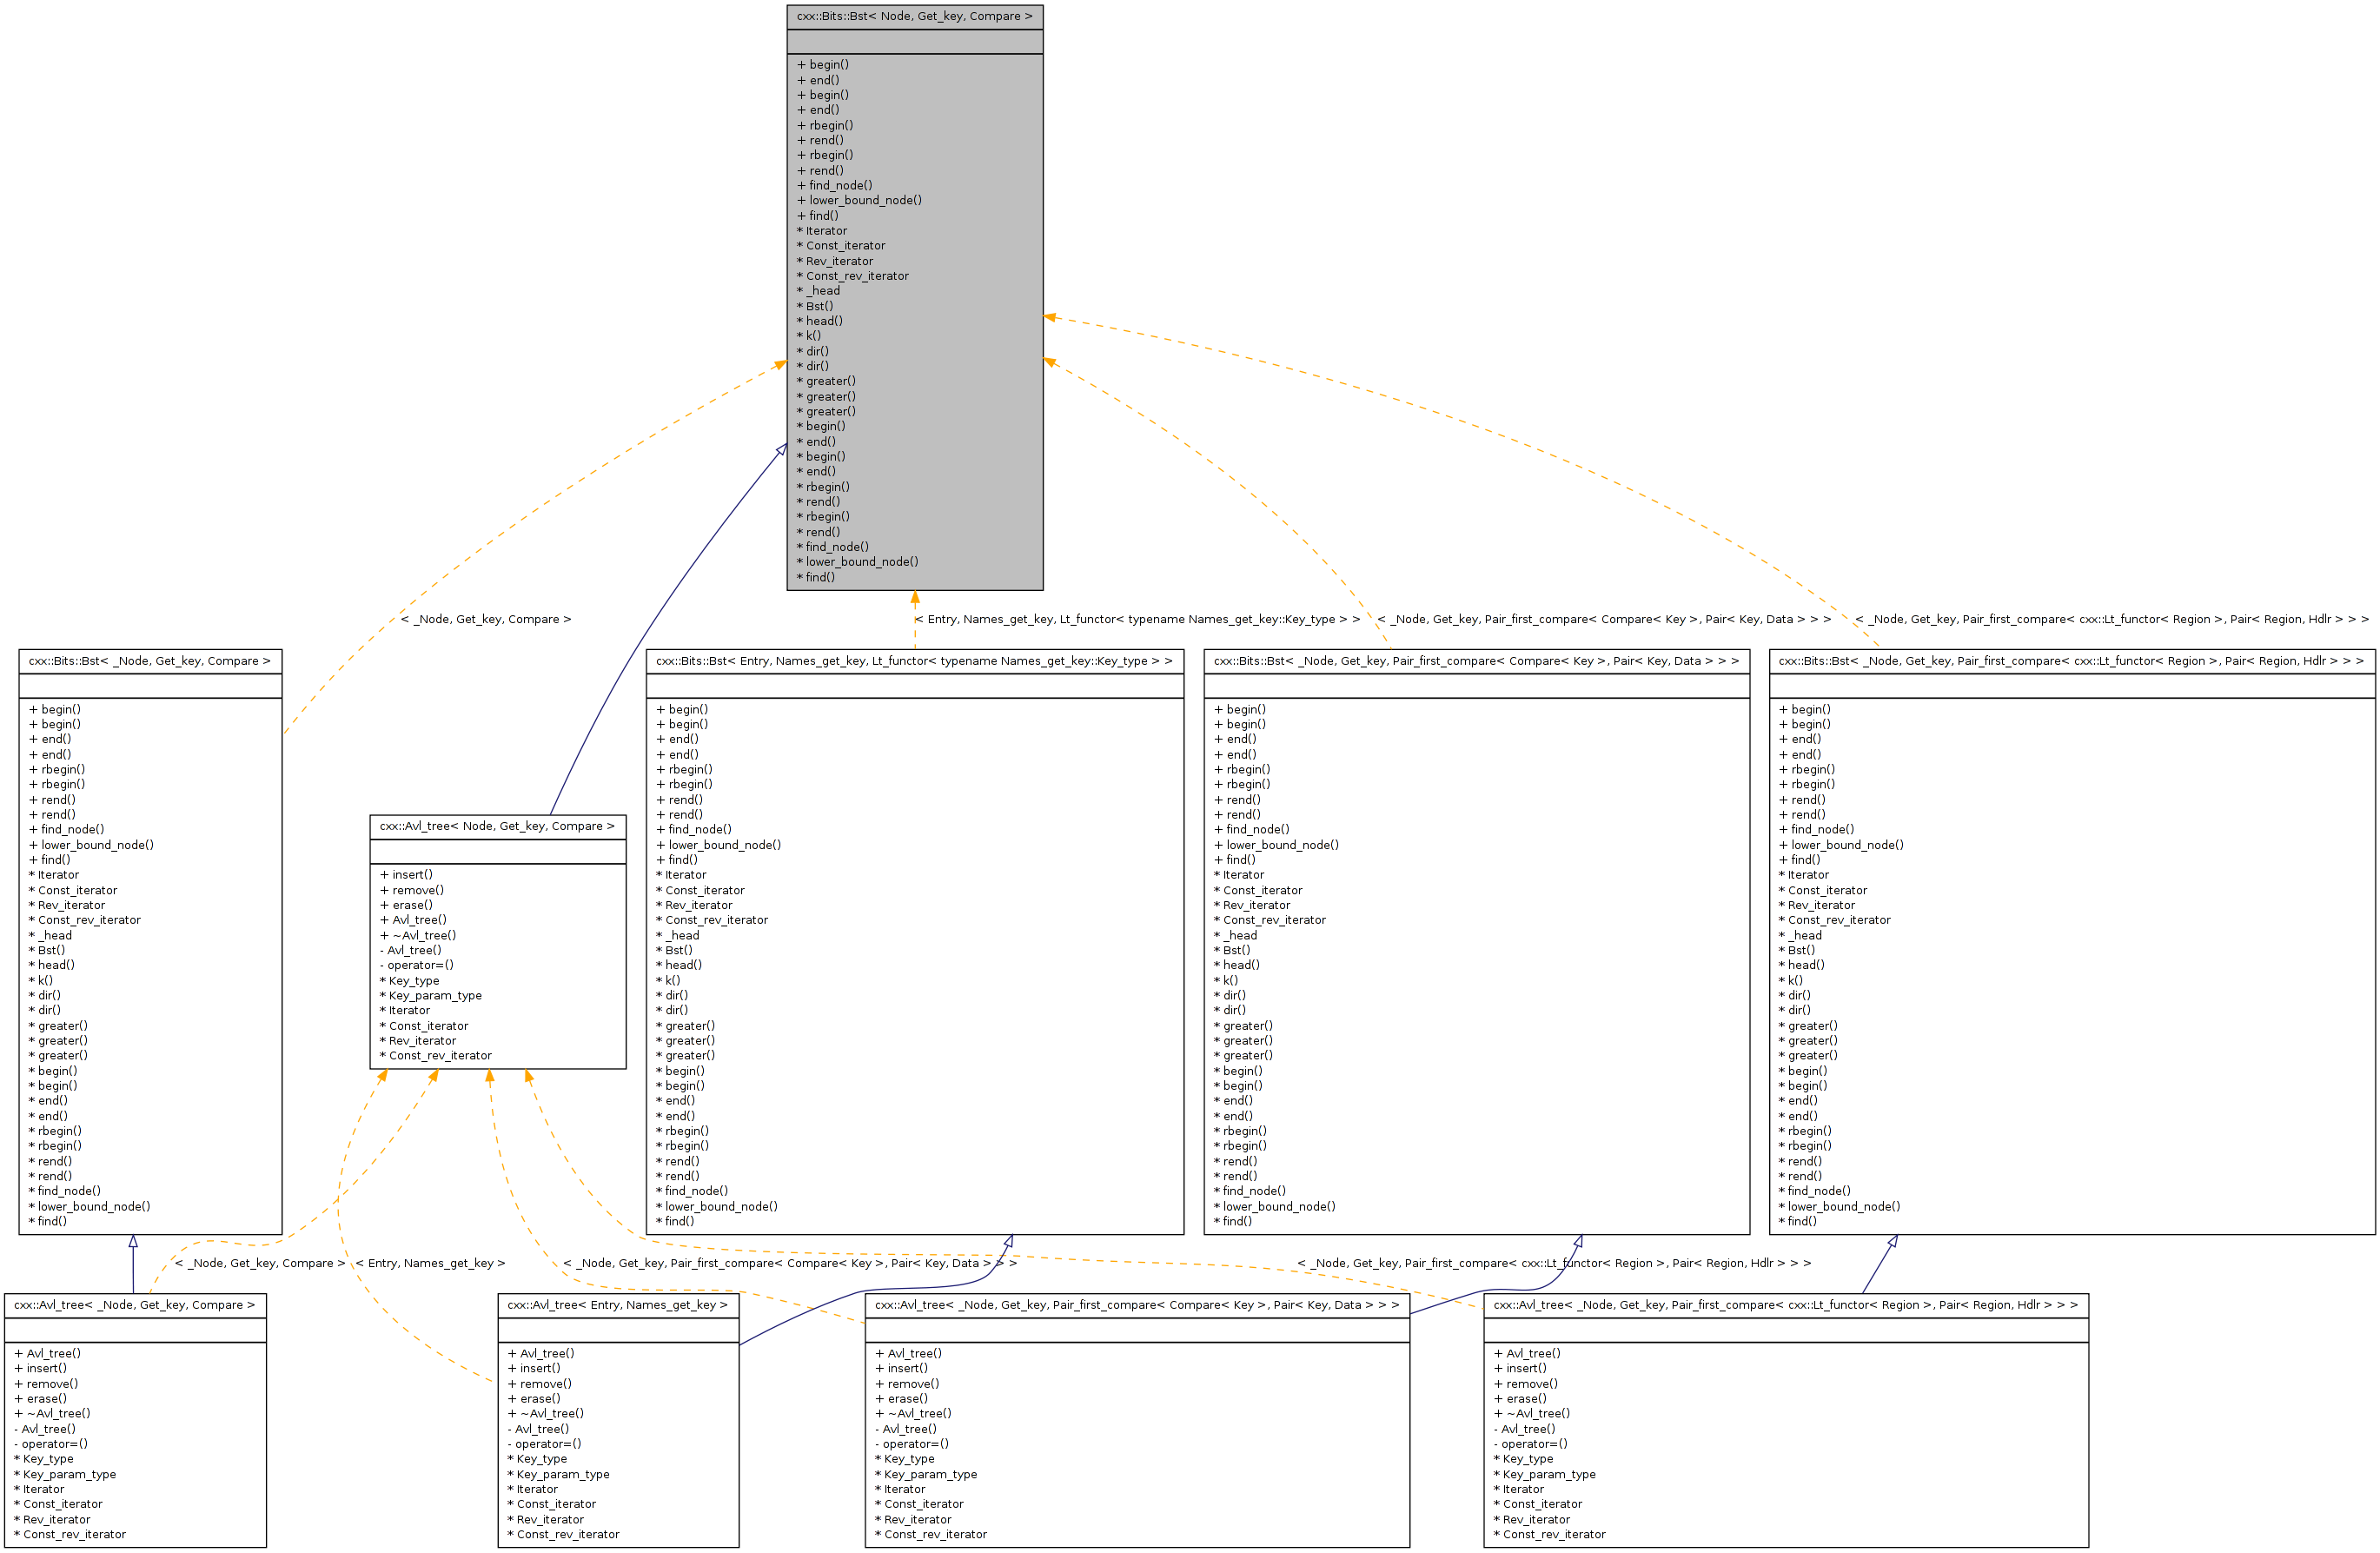 cxx::Bits::Bst< Node, Get_key, Compare >
+ begin()
+ end()
+ begin()
+ end()
+ rbegin()
+ rend()
+ rbegin()
+ rend()
+ find_node()
+ lower_bound_node()
+ find()
* Iterator
* Const_iterator
* Rev_iterator
* Const_rev_iterator
* _head
* Bst()
* head()
* k()
* dir()
* dir()
* greater()
* greater()
* greater()
* begin()
* end()
* begin()
* end()
* rbegin()
* rend()
* rbegin()
* rend()
* find_node()
* lower_bound_node()
* find()
< _Node, Get_key, Compare >
< Entry, Names_get_key, Lt_functor< typename Names_get_key::Key_type > >
< _Node, Get_key, Pair_first_compare< Compare< Key >, Pair< Key, Data > > >
< _Node, Get_key, Pair_first_compare< cxx::Lt_functor< Region >, Pair< Region, Hdlr > > >
cxx::Bits::Bst< _Node, Get_key, Compare >
+ begin()
+ begin()
+ end()
+ end()
+ rbegin()
+ rbegin()
+ rend()
+ rend()
+ find_node()
+ lower_bound_node()
+ find()
* Iterator
* Const_iterator
* Rev_iterator
* Const_rev_iterator
* _head
* Bst()
* head()
* k()
* dir()
* dir()
* greater()
* greater()
* greater()
* begin()
* begin()
* end()
* end()
* rbegin()
* rbegin()
* rend()
* rend()
* find_node()
* lower_bound_node()
* find()
cxx::Avl_tree< Node, Get_key, Compare >
+ insert()
+ remove()
+ erase()
+ Avl_tree()
+ ~Avl_tree()
- Avl_tree()
- operator=()
* Key_type
* Key_param_type
* Iterator
* Const_iterator
* Rev_iterator
* Const_rev_iterator
cxx::Bits::Bst< Entry, Names_get_key, Lt_functor< typename Names_get_key::Key_type > >
+ begin()
+ begin()
+ end()
+ end()
+ rbegin()
+ rbegin()
+ rend()
+ rend()
+ find_node()
+ lower_bound_node()
+ find()
* Iterator
* Const_iterator
* Rev_iterator
* Const_rev_iterator
* _head
* Bst()
* head()
* k()
* dir()
* dir()
* greater()
* greater()
* greater()
* begin()
* begin()
* end()
* end()
* rbegin()
* rbegin()
* rend()
* rend()
* find_node()
* lower_bound_node()
* find()
cxx::Bits::Bst< _Node, Get_key, Pair_first_compare< Compare< Key >, Pair< Key, Data > > >
+ begin()
+ begin()
+ end()
+ end()
+ rbegin()
+ rbegin()
+ rend()
+ rend()
+ find_node()
+ lower_bound_node()
+ find()
* Iterator
* Const_iterator
* Rev_iterator
* Const_rev_iterator
* _head
* Bst()
* head()
* k()
* dir()
* dir()
* greater()
* greater()
* greater()
* begin()
* begin()
* end()
* end()
* rbegin()
* rbegin()
* rend()
* rend()
* find_node()
* lower_bound_node()
* find()
cxx::Bits::Bst< _Node, Get_key, Pair_first_compare< cxx::Lt_functor< Region >, Pair< Region, Hdlr > > >
+ begin()
+ begin()
+ end()
+ end()
+ rbegin()
+ rbegin()
+ rend()
+ rend()
+ find_node()
+ lower_bound_node()
+ find()
* Iterator
* Const_iterator
* Rev_iterator
* Const_rev_iterator
* _head
* Bst()
* head()
* k()
* dir()
* dir()
* greater()
* greater()
* greater()
* begin()
* begin()
* end()
* end()
* rbegin()
* rbegin()
* rend()
* rend()
* find_node()
* lower_bound_node()
* find()
< _Node, Get_key, Compare >
< Entry, Names_get_key >
< _Node, Get_key, Pair_first_compare< Compare< Key >, Pair< Key, Data > > >
< _Node, Get_key, Pair_first_compare< cxx::Lt_functor< Region >, Pair< Region, Hdlr > > >
cxx::Avl_tree< _Node, Get_key, Compare >
+ Avl_tree()
+ insert()
+ remove()
+ erase()
+ ~Avl_tree()
- Avl_tree()
- operator=()
* Key_type
* Key_param_type
* Iterator
* Const_iterator
* Rev_iterator
* Const_rev_iterator
cxx::Avl_tree< Entry, Names_get_key >
+ Avl_tree()
+ insert()
+ remove()
+ erase()
+ ~Avl_tree()
- Avl_tree()
- operator=()
* Key_type
* Key_param_type
* Iterator
* Const_iterator
* Rev_iterator
* Const_rev_iterator
cxx::Avl_tree< _Node, Get_key, Pair_first_compare< Compare< Key >, Pair< Key, Data > > >
+ Avl_tree()
+ insert()
+ remove()
+ erase()
+ ~Avl_tree()
- Avl_tree()
- operator=()
* Key_type
* Key_param_type
* Iterator
* Const_iterator
* Rev_iterator
* Const_rev_iterator
cxx::Avl_tree< _Node, Get_key, Pair_first_compare< cxx::Lt_functor< Region >, Pair< Region, Hdlr > > >
+ Avl_tree()
+ insert()
+ remove()
+ erase()
+ ~Avl_tree()
- Avl_tree()
- operator=()
* Key_type
* Key_param_type
* Iterator
* Const_iterator
* Rev_iterator
* Const_rev_iterator